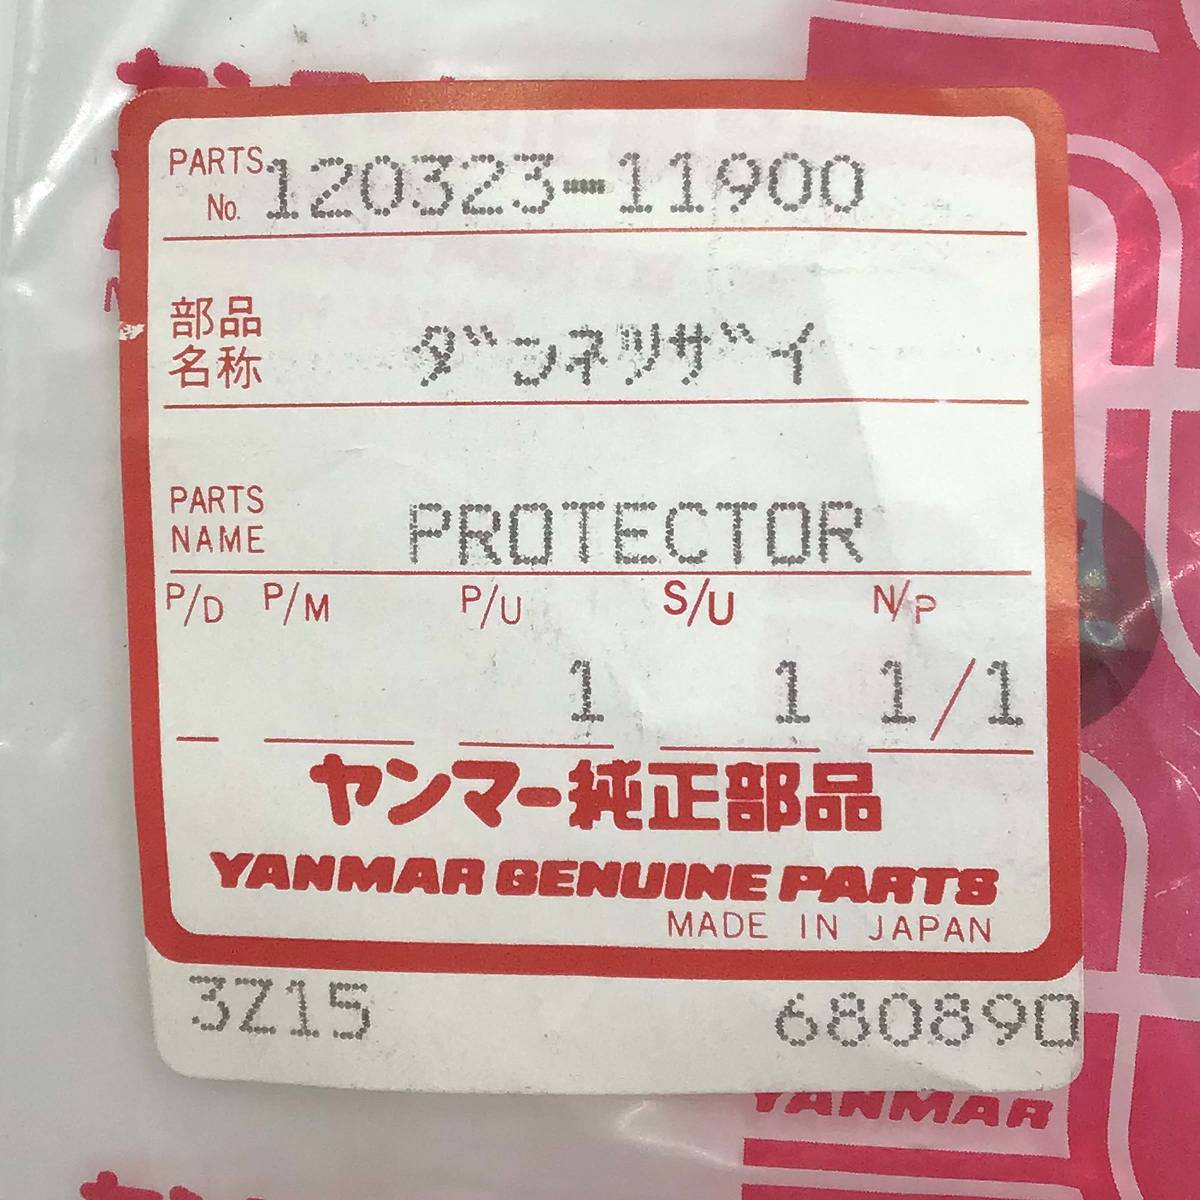 PARTS No. 120323-11900
部品名称 ダンネツザイ
PARTS NAME PROTECTOR
P/D P/M P/U S/U N/P
1 1 1/1
ヤンマー純正部品
YANMAR GENUINE PARTS
MADE IN JAPAN
3Z15 680890
YANMAR